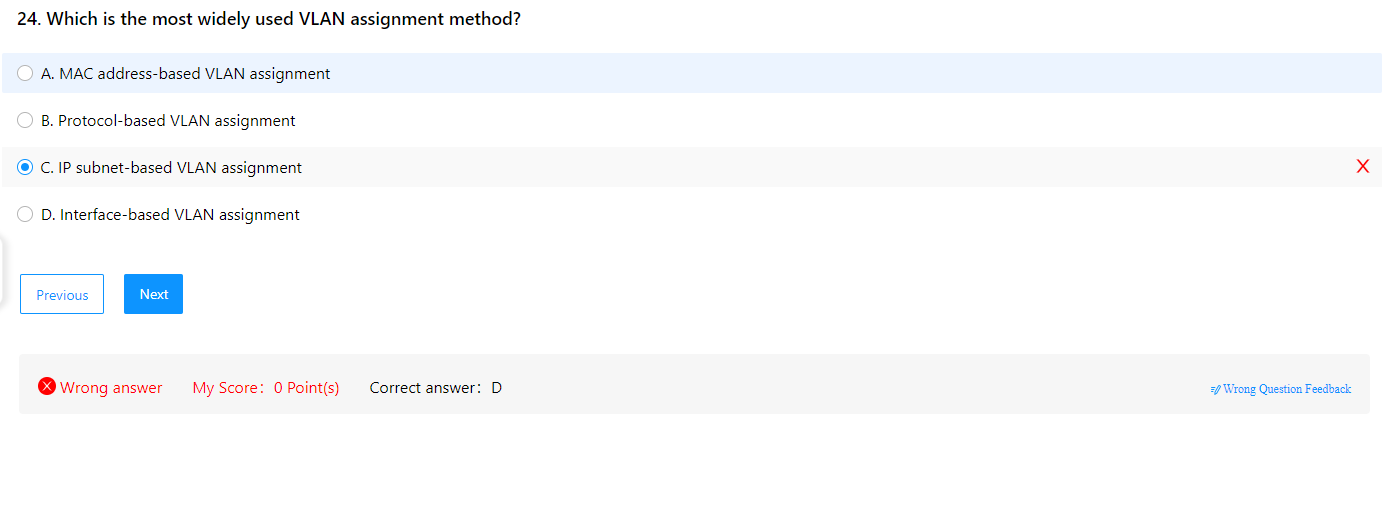 24. Which is the most widely used VLAN assignment method?
A. MAC address-based VLAN assignment
B. Protocol-based VLAN assignment
C. IP subnet-based VLAN assignment
X
D. Interface-based VLAN assignment
Previous Next
Wrong answer My Score: 0 Point(s) Correct answer: D Wrong Question Feedback